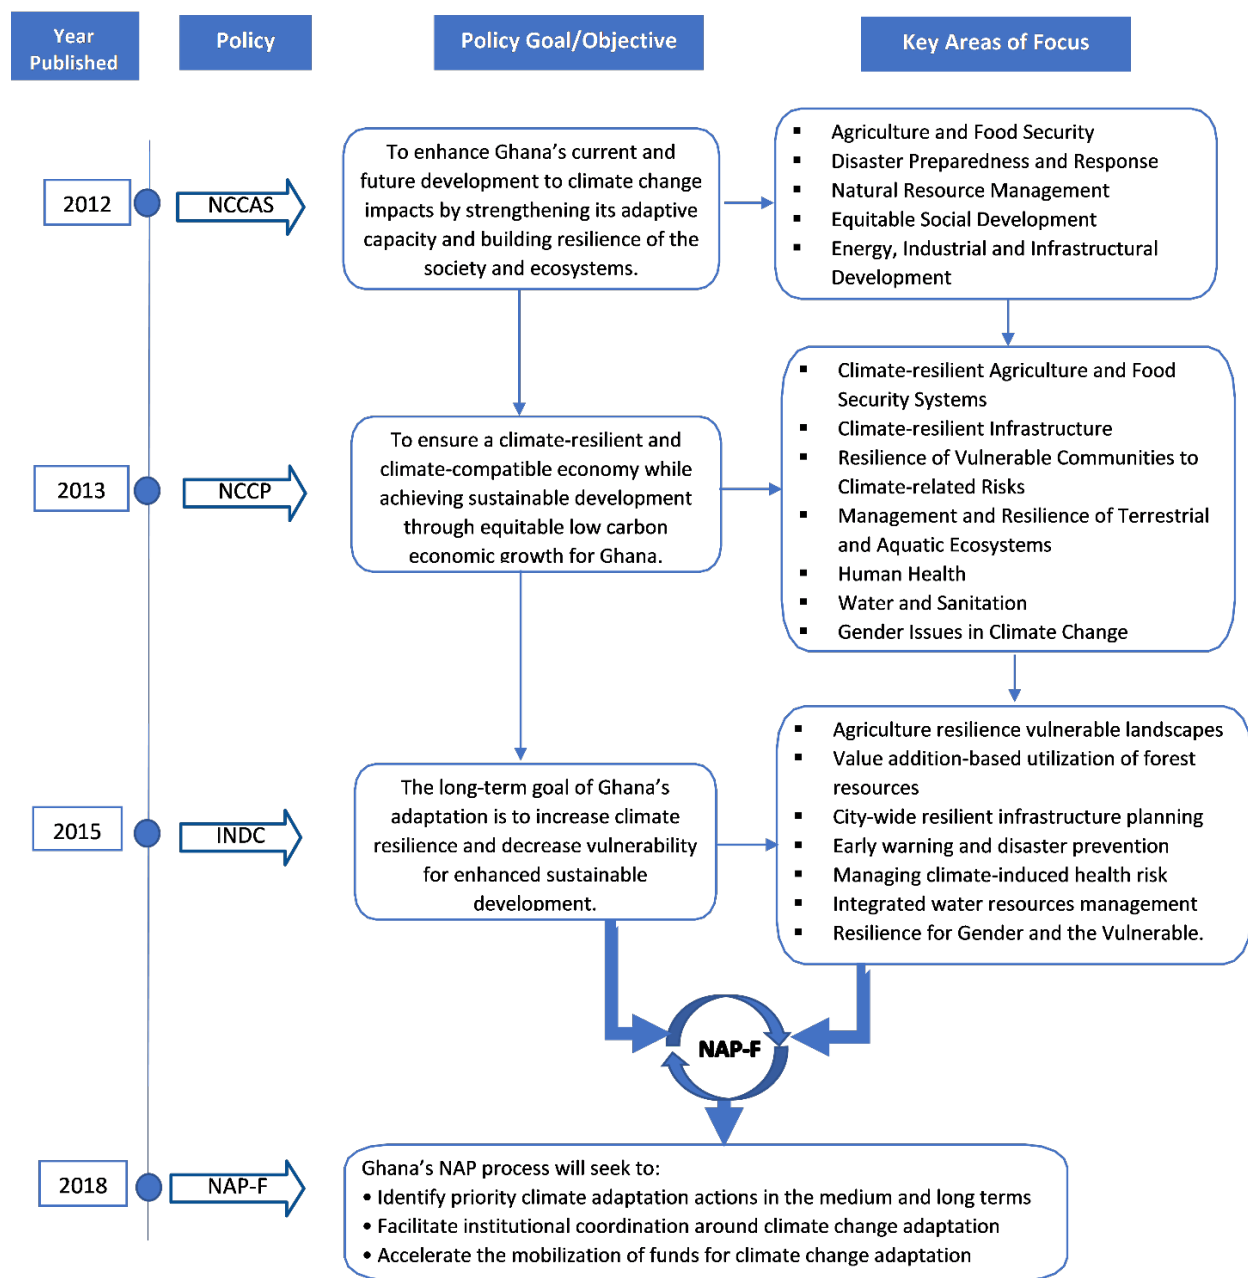 Year
Published
Policy
Policy Goal/Objective
Key Areas of Focus
2012
NCCAS
To enhance Ghana's current and
future development to climate change
impacts by strengthening its adaptive
capacity and building resilience of the
society and ecosystems.
▪ Agriculture and Food Security
▪ Disaster Preparedness and Response
▪ Natural Resource Management
▪ Equitable Social Development
▪ Energy, Industrial and Infrastructural
Development
2013
NCCP
To ensure a climate-resilient and
climate-compatible economy while
achieving sustainable development
through equitable low carbon
economic growth for Ghana.
▪ Climate-resilient Agriculture and Food
Security Systems
▪ Climate-resilient Infrastructure
▪ Resilience of Vulnerable Communities to
Climate-related Risks
▪ Management and Resilience of Terrestrial
and Aquatic Ecosystems
▪ Human Health
▪ Water and Sanitation
▪ Gender Issues in Climate Change
2015
INDC
The long-term goal of Ghana's
adaptation is to increase climate
resilience and decrease vulnerability
for enhanced sustainable
development.
▪ Agriculture resilience vulnerable landscapes
▪ Value addition-based utilization of forest
resources
▪ City-wide resilient infrastructure planning
▪ Early warning and disaster prevention
▪ Managing climate-induced health risk
▪ Integrated water resources management
▪ Resilience for Gender and the Vulnerable.
NAP-F
2018
NAP-F
Ghana's NAP process will seek to:
• Identify priority climate adaptation actions in the medium and long terms
• Facilitate institutional coordination around climate change adaptation
• Accelerate the mobilization of funds for climate change adaptation